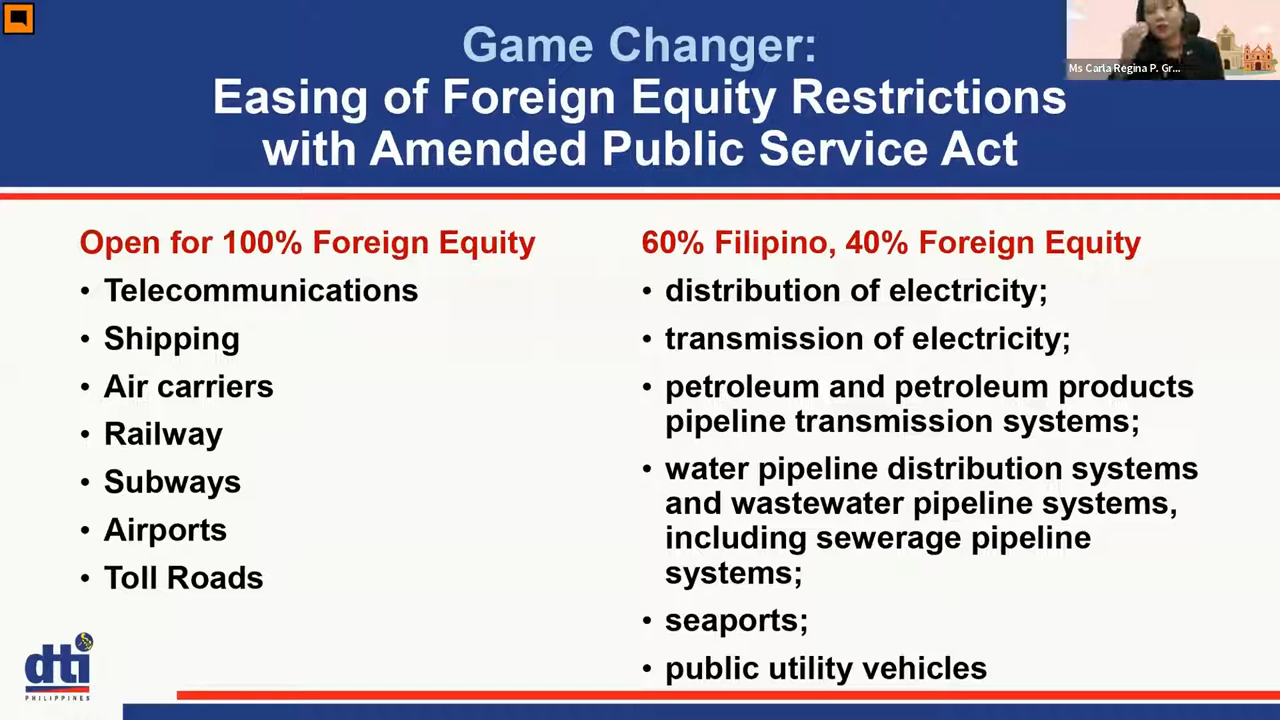 Game Changer:
Easing of Foreign Equity Restrictions
with Amended Public Service Act
Ms Carla Regina P. Gr...
Open for 100% Foreign Equity
• Telecommunications
• Shipping
• Air carriers
• Railway
• Subways
• Airports
• Toll Roads
60% Filipino, 40% Foreign Equity
• distribution of electricity;
• transmission of electricity;
• petroleum and petroleum products
pipeline transmission systems;
• water pipeline distribution systems
and wastewater pipeline systems,
including sewerage pipeline
systems;
• seaports;
• public utility vehicles
dti
PHILIPPINES